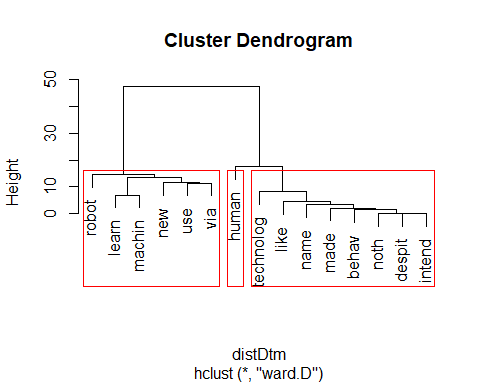 Cluster Dendrogram
Height
50
30
10
0
robot
learn
machin
new
use
via
human
technolog
like
name
made
behav
noth
despit
intend
distDtm
hclust (*, "ward.D")